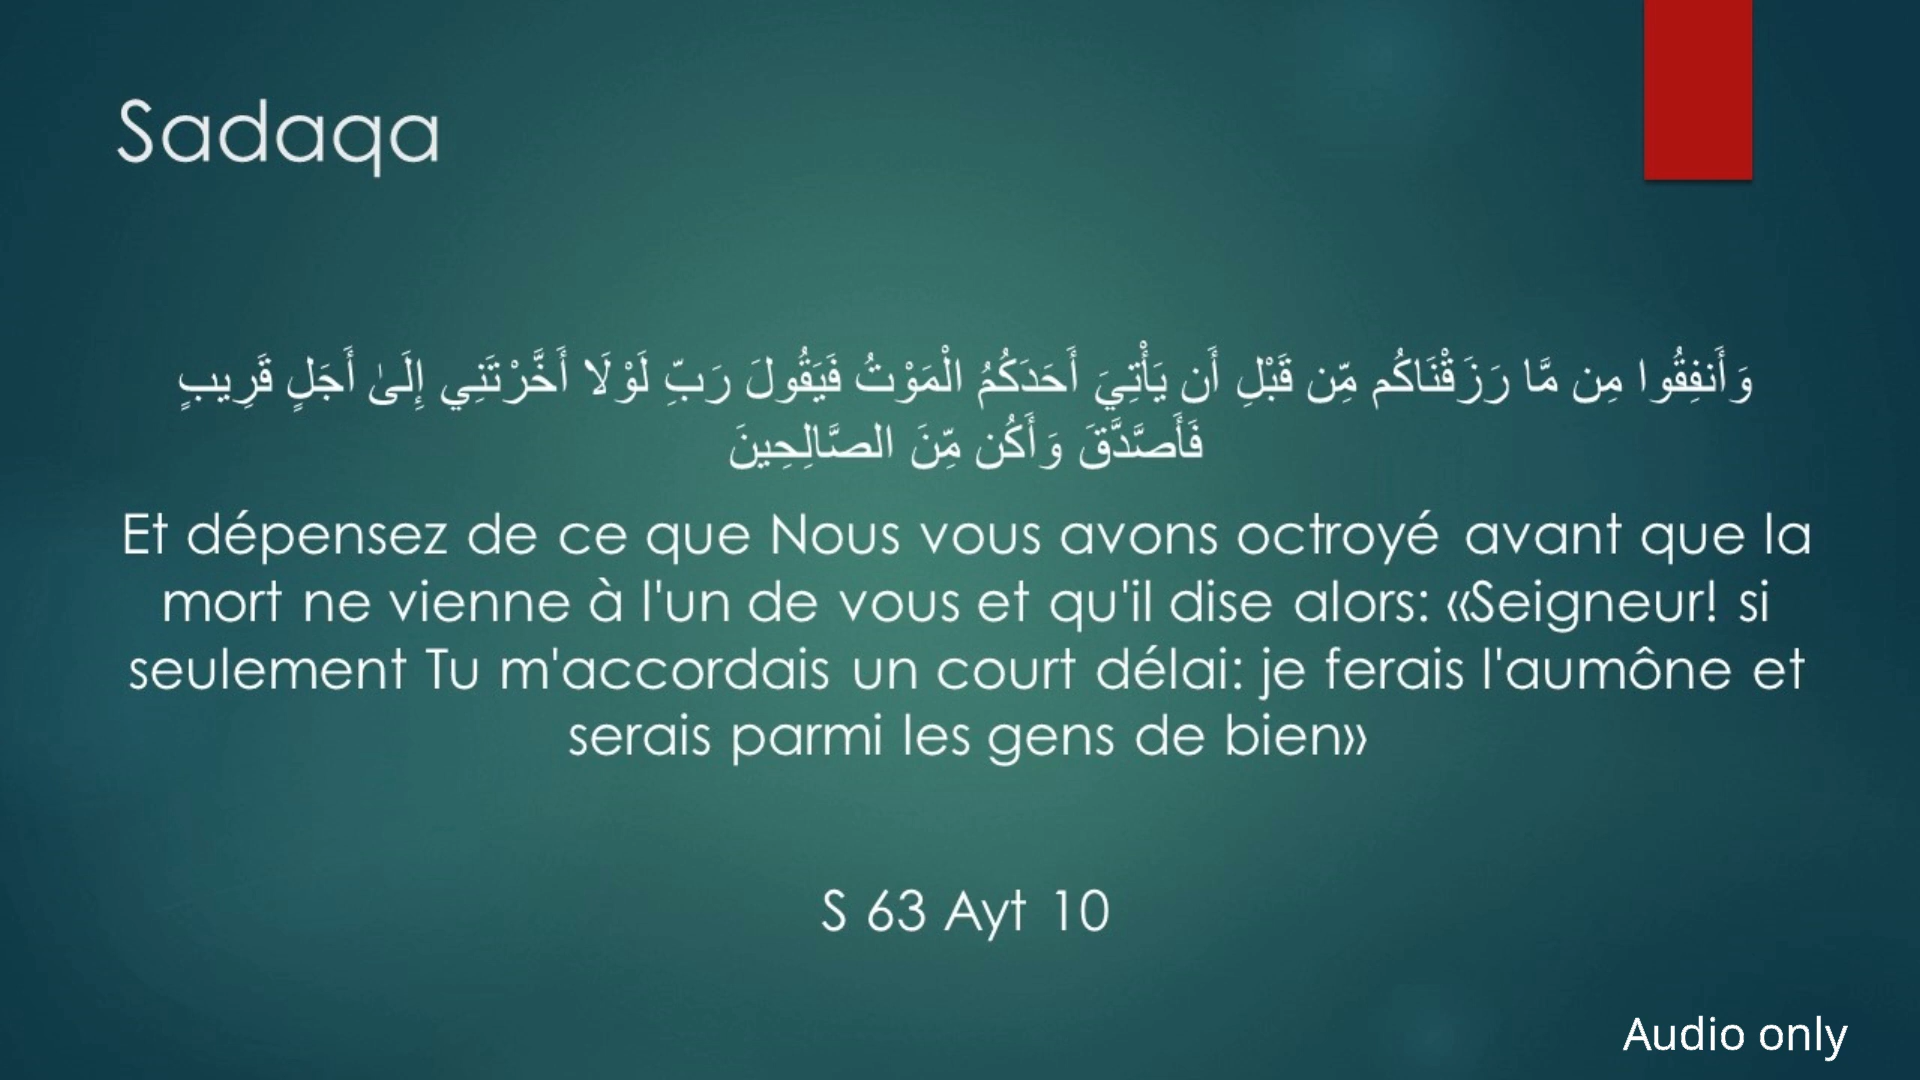 Sadaqa
وَأَنفِقُوا مِن مَّا رَزَقْنَاكُم مِّن قَبْلِ أَن يَأْتِيَ أَحَدَكُمُ الْمَوْتُ فَيَقُولَ رَبِّ لَوْلَا أَخَّرْتَنِي إِلَىٰ أَجَلٍ قَرِيبٍ
فَأَصَّدَّقَ وَأَكُن مِّنَ الصَّالِحِينَ
Et dépensez de ce que Nous vous avons octroyé avant que la
mort ne vienne à l'un de vous et qu'il dise alors: «Seigneur! si
seulement Tu m'accordais un court délai: je ferais l'aumône et
serais parmi les gens de bien»
S 63 Ayt 10
Audio only